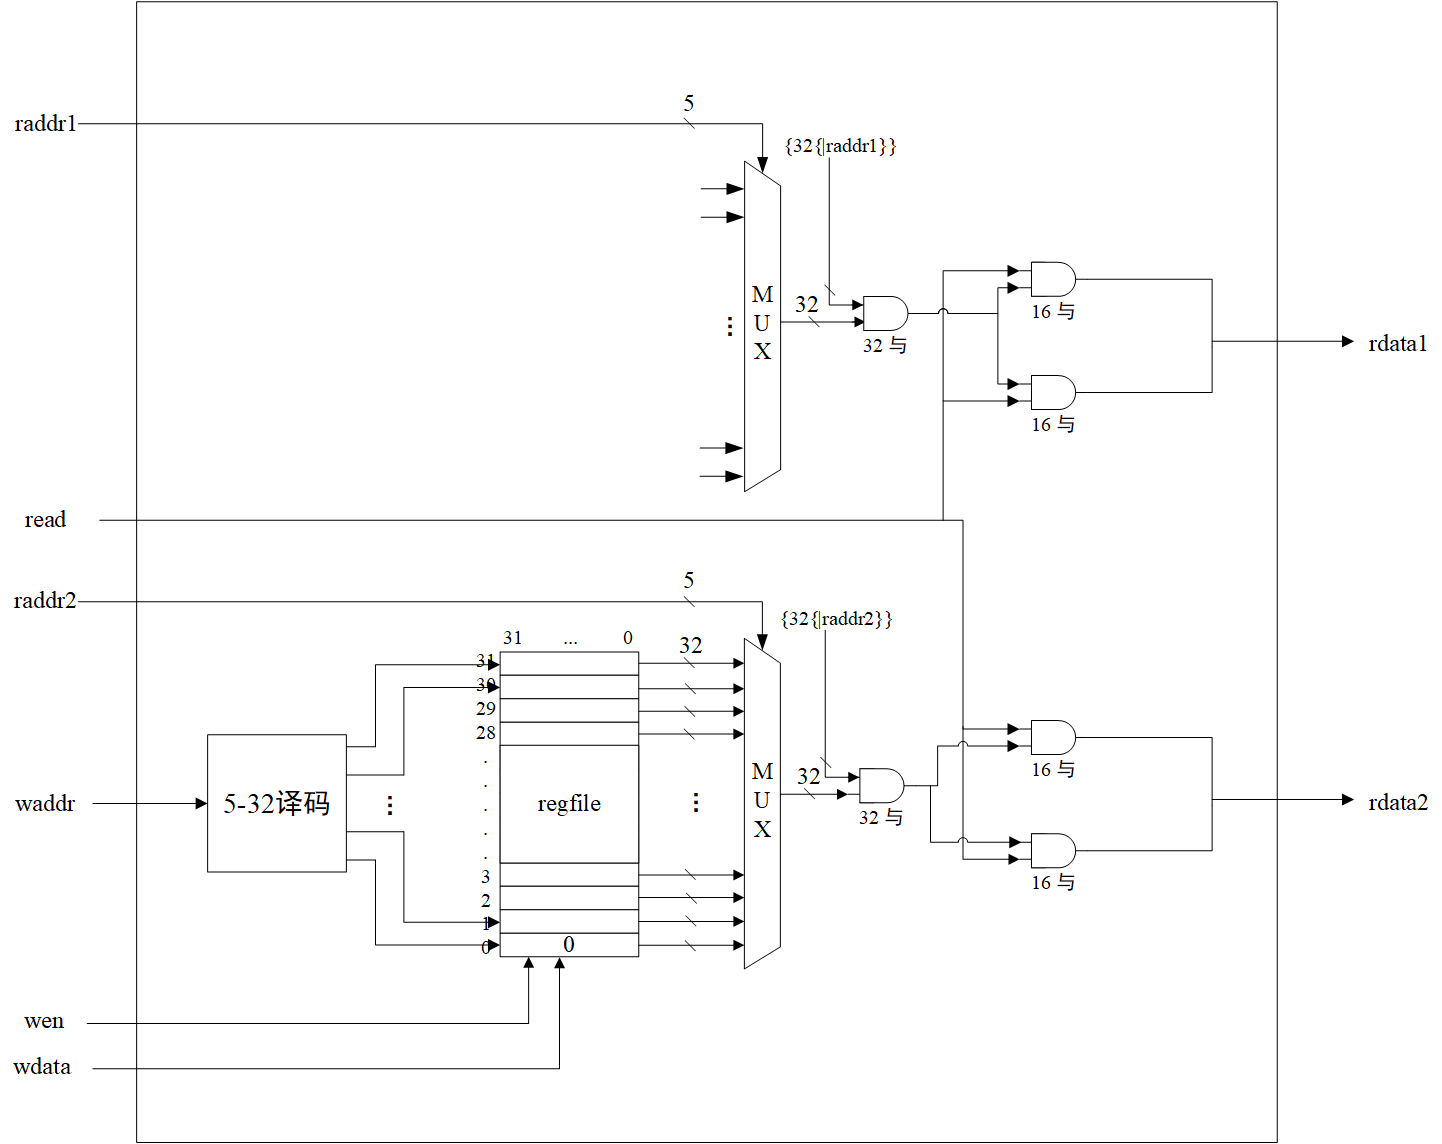 5
raddr1
{32{|raddr1}}
M
U
X
32
32 与
16 与
16 与
rdata1
read
5
raddr2
{32{|raddr2}}
31 ... 0
32
31
30
29
28
.
.
.
.
.
3
2
1
0
regfile
0
waddr
5-32译码
...
...
...
M
U
X
32
32 与
16 与
16 与
rdata2
wen
wdata